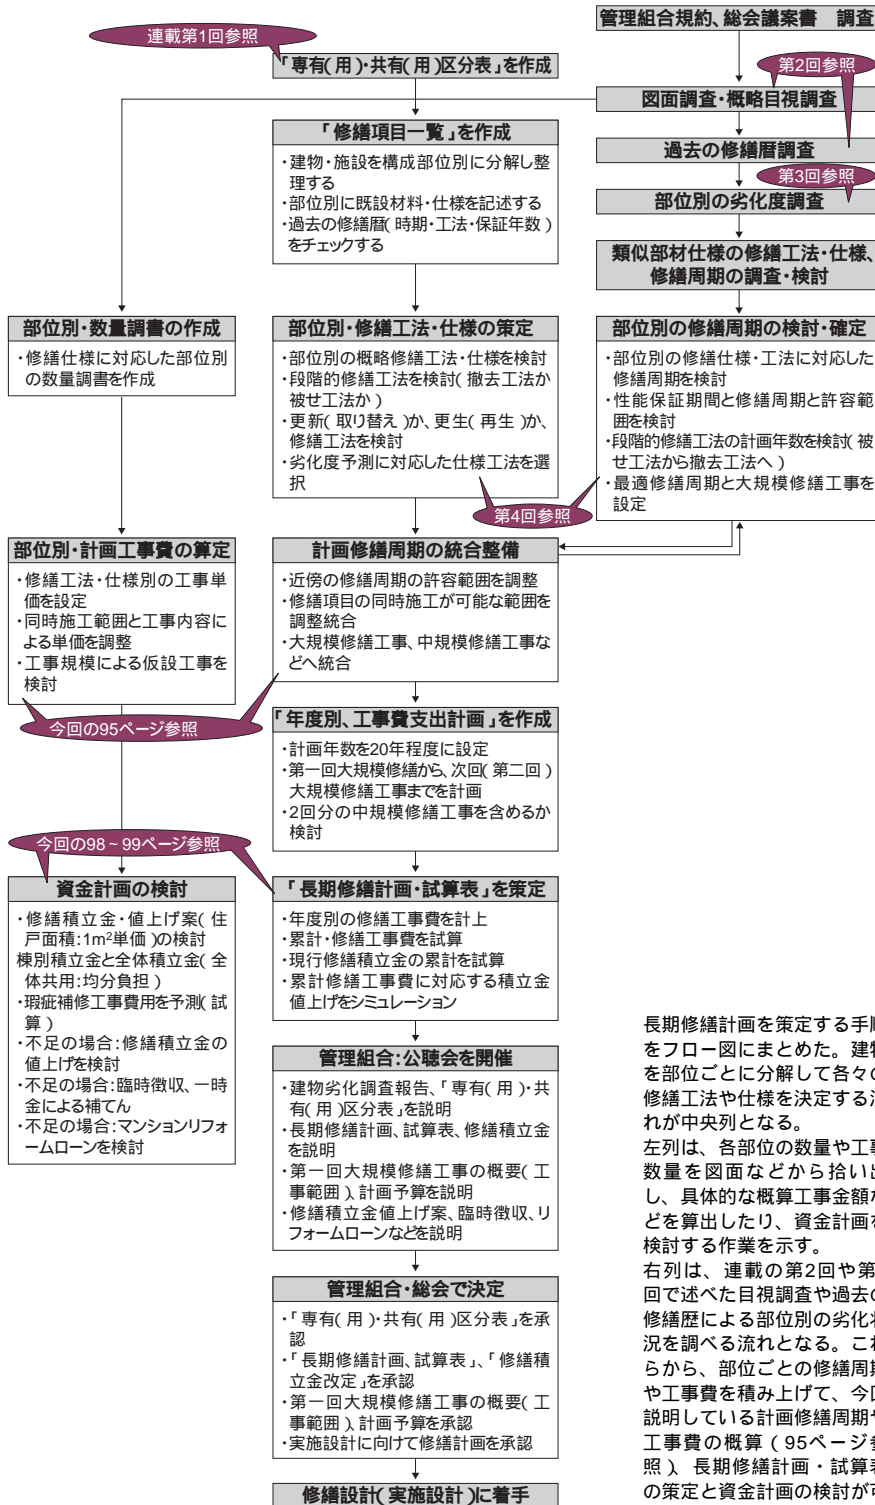 連載第1回参照
「専有(用)・共有(用)区分表」を作成
「修繕項目一覧」を作成
・建物・施設を構成部位別に分解し整
理する
・部位別に既設材料・仕様を記述する
・過去の修繕暦(時期・工法・保証年数)
をチェックする
管理組合規約、総会議案書　調査
第2回参照
図面調査・概略目視調査
過去の修繕暦調査
第3回参照
部位別の劣化度調査
類似部材仕様の修繕工法・仕様、
修繕周期の調査・検討
部位別・数量調書の作成
・修繕仕様に対応した部位別
の数量調書を作成
部位別・修繕工法・仕様の策定
・部位別の概略修繕工法・仕様を検討
・段階的修繕工法を検討(撤去工法か
被せ工法か)
・更新(取り替え)か、更生(再生)か、
修繕工法を検討
・劣化度予測に対応した仕様工法を選
択
部位別の修繕周期の検討・確定
・部位別の修繕仕様・工法に対応した
修繕周期を検討
・性能保証期間と修繕周期と許容範
囲を検討
・段階的修繕工法の計画年数を検討(被
せ工法から撤去工法へ)
・最適修繕周期と大規模修繕工事を
設定
第4回参照
部位別・計画工事費の算定
・修繕工法・仕様別の工事単
価を設定
・同時施工範囲と工事内容に
よる単価を調整
・工事規模による仮設工事を
検討
計画修繕周期の統合整備
・近傍の修繕周期の許容範囲を調整
・修繕項目の同時施工が可能な範囲を
調整統合
・大規模修繕工事、中規模修繕工事な
どへ統合
今回の95ページ参照
「年度別、工事費支出計画」を作成
・計画年数を20年程度に設定
・第一回大規模修繕から、次回(第二回)
大規模修繕工事までを計画
・2回分の中規模修繕工事を含めるか
検討
今回の98～99ページ参照
資金計画の検討
・修繕積立金・値上げ案(住
戸面積:1m²単価)の検討
棟別積立金と全体積立金(全
体共用:均分負担)
・瑕疵補修工事費用を予測(試
算)
・不足の場合:修繕積立金の
値上げを検討
・不足の場合:臨時徴収、一時
金による補てん
・不足の場合:マンションリフォ
ームローンを検討
「長期修繕計画・試算表」を策定
・年度別の修繕工事費を計上
・累計・修繕工事費を試算
・現行修繕積立金の累計を試算
・累計修繕工事費に対応する積立金
値上げをシミュレーション
管理組合:公聴会を開催
・建物劣化調査報告、「専有(用)・共
有(用)区分表」を説明
・長期修繕計画、試算表、修繕積立金
を説明
・第一回大規模修繕工事の概要(工
事範囲)、計画予算を説明
・修繕積立金値上げ案、臨時徴収、リ
フォームローンなどを説明
管理組合・総会で決定
・「専有(用)・共有(用)区分表」を承
認
・「長期修繕計画、試算表」、「修繕積
立金改定」を承認
・第一回大規模修繕工事の概要(工
事範囲)、計画予算を承認
・実施設計に向けて修繕計画を承認
修繕設計(実施設計)に着手
長期修繕計画を策定する手
をフロー図にまとめた。建
を部位ごとに分解して各々
修繕工法や仕様を決定する
れが中央列となる。
左列は、各部位の数量や工
数量を図面などから拾い
し、具体的な概算工事金額
どを算出したり、資金計画
検討する作業を示す。
右列は、連載の第2回や第
回で述べた目視調査や過去
修繕歴による部位別の劣化
況を調べる流れとなる。こ
らから、部位ごとの修繕周
や工事費を積み上げて、今
説明している計画修繕周期
工事費の概算（95ページ
照）、長期修繕計画・試算
の策定と資金計画の検討が